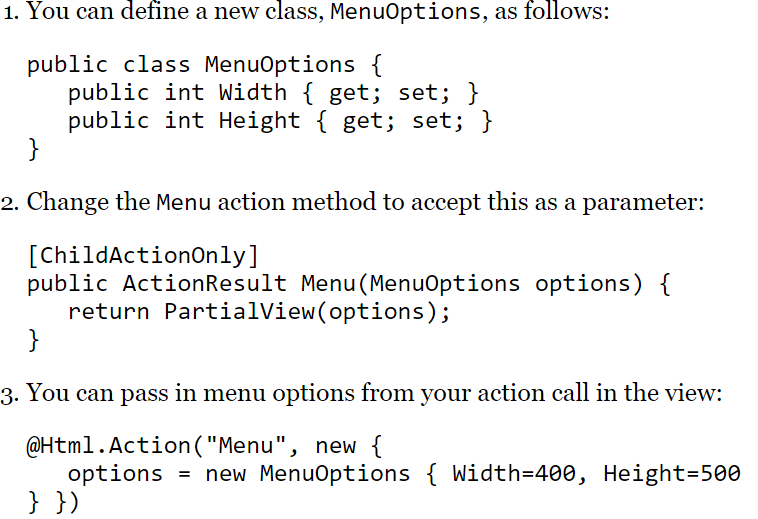 1. You can define a new class, MenuOptions, as follows:
public class MenuOptions {
   public int Width { get; set; }
   public int Height { get; set; }
}
2. Change the Menu action method to accept this as a parameter:
[ChildActionOnly]
public ActionResult Menu(MenuOptions options) {
   return PartialView(options);
}
3. You can pass in menu options from your action call in the view:
@Html.Action("Menu", new {
   options = new MenuOptions { Width=400, Height=500
} })